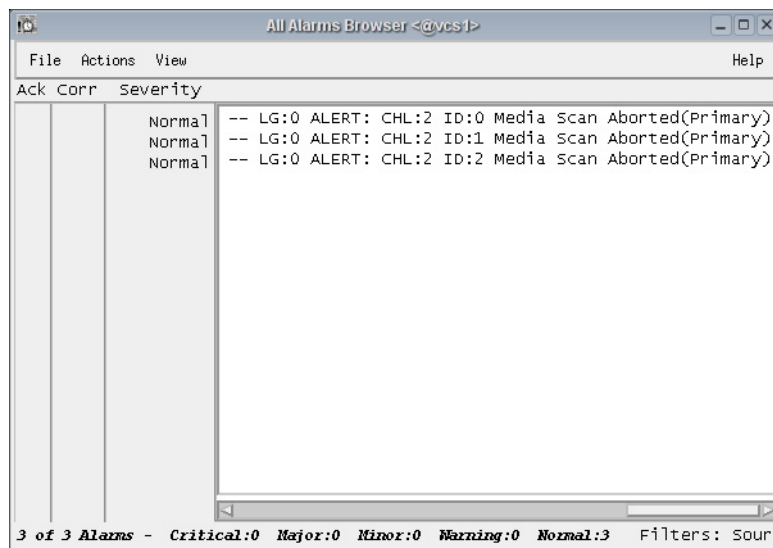 All Alarms Browser <@vcs1>
File Actions View Help
Ack Corr Severity
Normal -- LG:0 ALERT: CHL:2 ID:0 Media Scan Aborted(Primary)
Normal -- LG:0 ALERT: CHL:2 ID:1 Media Scan Aborted(Primary)
Normal -- LG:0 ALERT: CHL:2 ID:2 Media Scan Aborted(Primary)
3 of 3 Alarms - Critical:0 Major:0 Minor:0 Warning:0 Normal:3 Filters: Sour